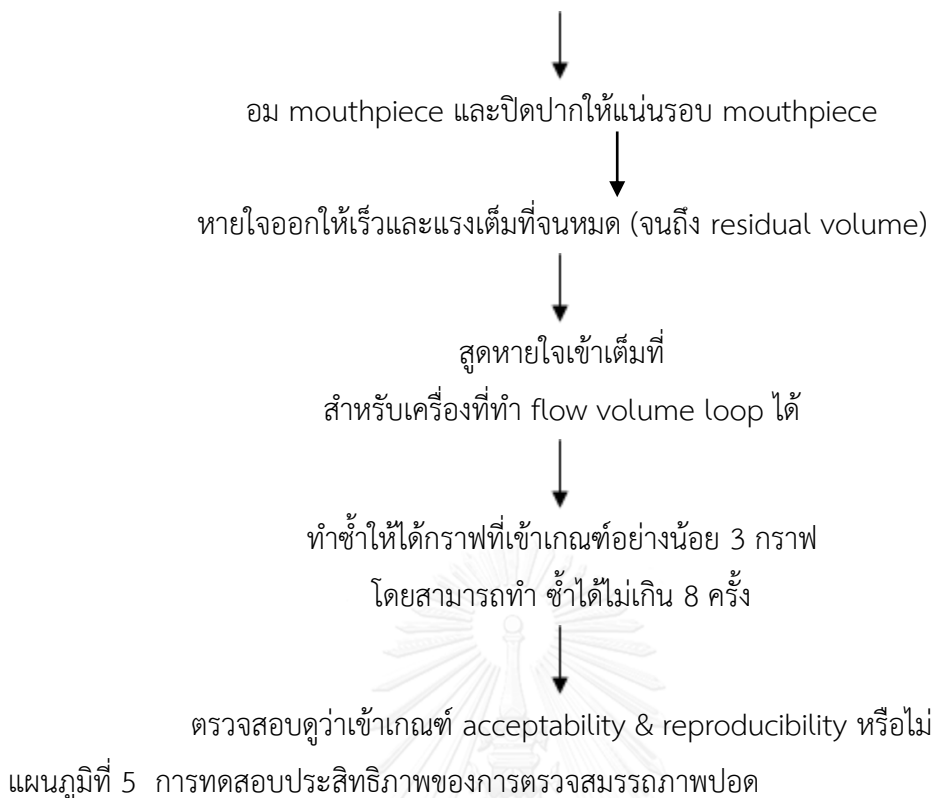 อม mouthpiece และปิดปากให้แน่นรอบ mouthpiece
หายใจออกให้เร็วและแรงเต็มที่จนหมด (จนถึง residual volume)
สูดหายใจเข้าเต็มที่
สำหรับเครื่องที่ทำ flow volume loop ได้
ทำซ้ำให้ได้กราฟที่เข้าเกณฑ์อย่างน้อย 3 กราฟ
โดยสามารถทำ ซ้ำได้ไม่เกิน 8 ครั้ง
ตรวจสอบดูว่าเข้าเกณฑ์ acceptability & reproducibility หรือไม่
แผนภูมิที่ 5 การทดสอบประสิทธิภาพของการตรวจสมรรถภาพปอด